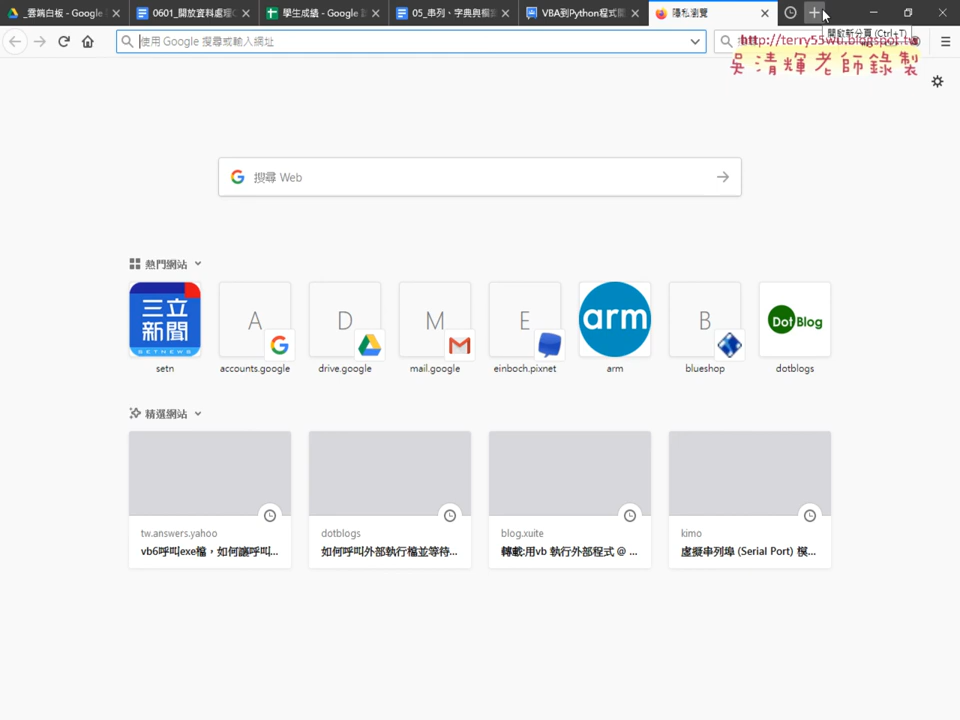 _雲端白板 - Google
0601_開放資料處理
學生成績 - Google
05_串列、字典與檔
VBA到Python程式開
隱私瀏覽
使用 Google 搜尋或輸入網址
開啟新分頁 (Ctrl+T)
http://terry55wu.blogspot.tw
吳清輝老師錄製
搜尋 Web
熱門網站
三立新聞
SETNEWS
A
D
M
E
arm
B
DotBlog
setn
accounts.google
drive.google
mail.google
einboch.pixnet
arm
blueshop
dotblogs
精選網站
tw.answers.yahoo
vb6呼叫exe檔，如何讓呼叫...
dotblogs
如何呼叫外部執行檔並等待...
blog.xuite
轉載:用vb 執行外部程式 @ ...
kimo
虛擬串列埠 (Serial Port) 模...